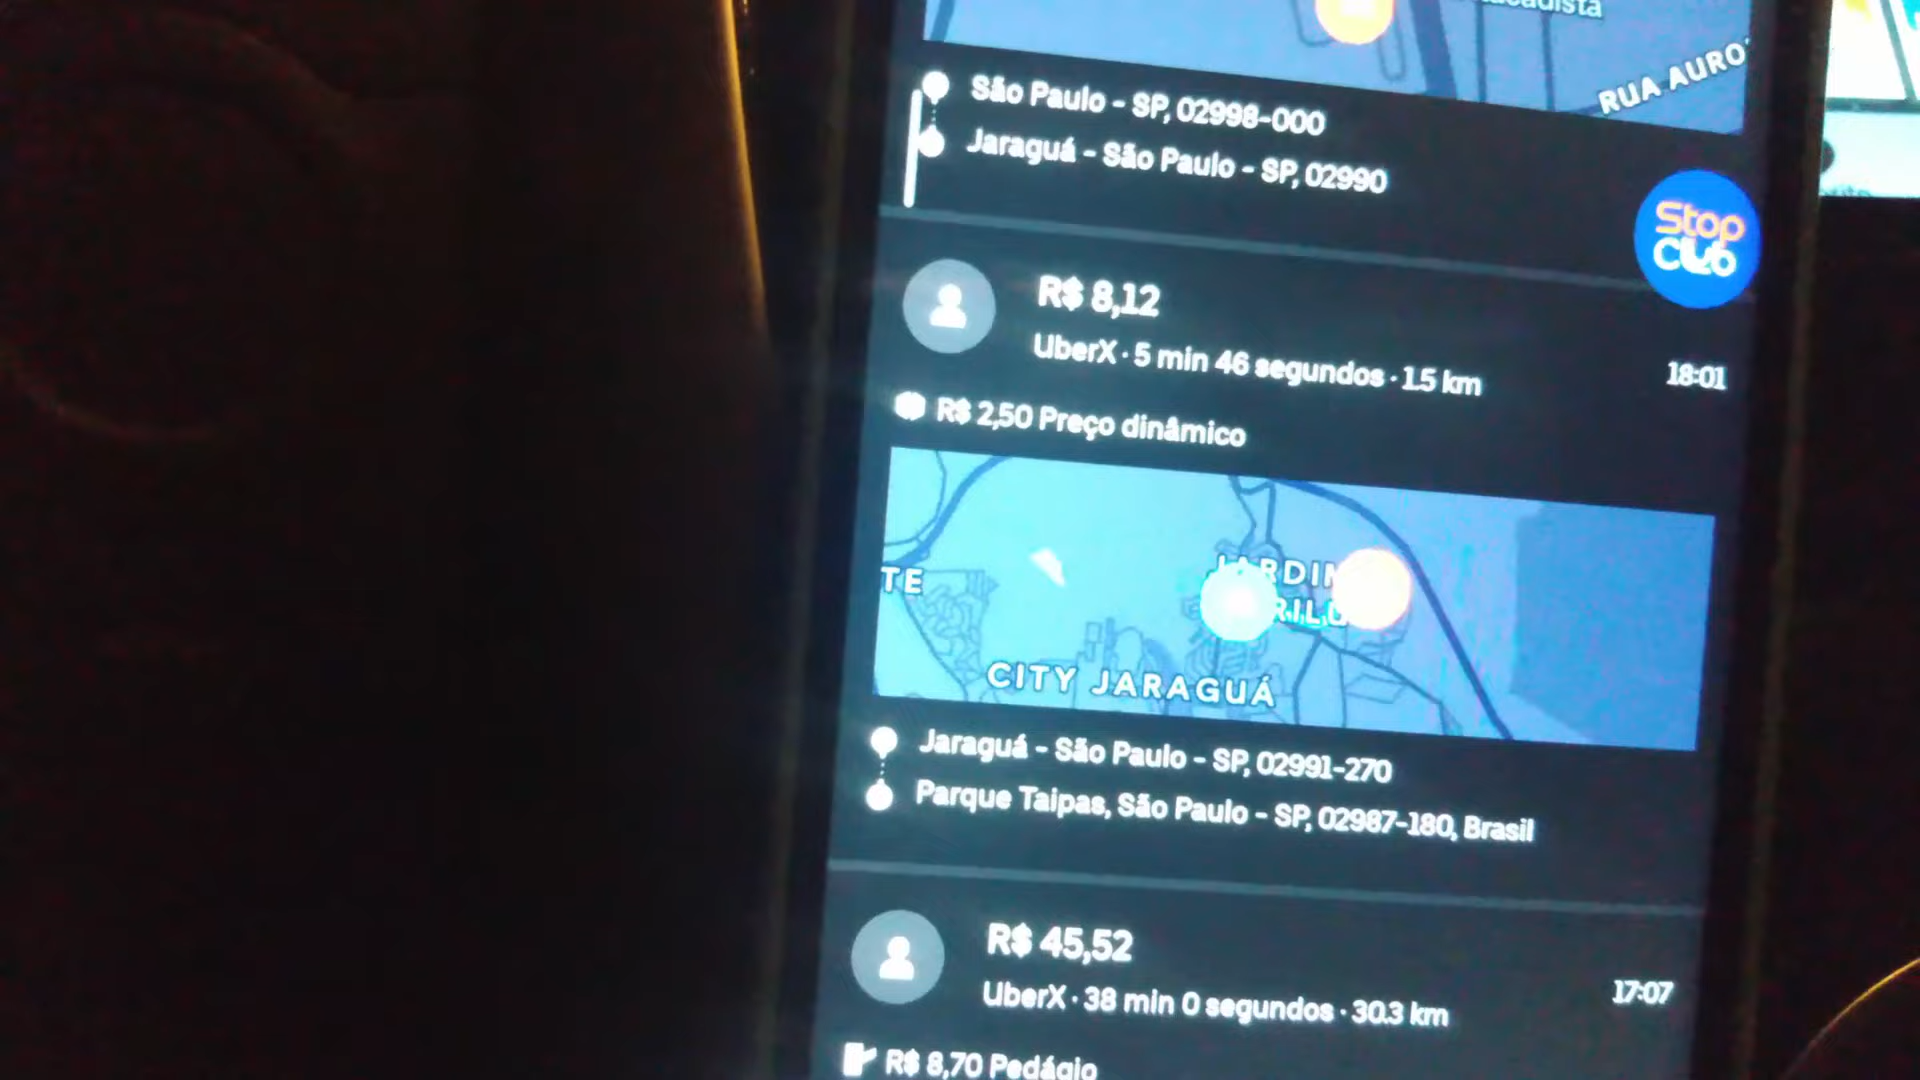 RUA AURO
São Paulo - SP, 02998-000
Jaraguá - São Paulo - SP, 02990
Stop
Club
R$ 8,12
UberX · 5 min 46 segundos · 1.5 km
18:01
R$ 2,50 Preço dinâmico
TE
JARDIM
CITY JARAGUÁ
Jaraguá - São Paulo - SP, 02991-270
Parque Taipas, São Paulo - SP, 02987-180, Brasil
R$ 45,52
UberX · 38 min 0 segundos · 30.3 km
17:07
R$ 8,70 Pedágio